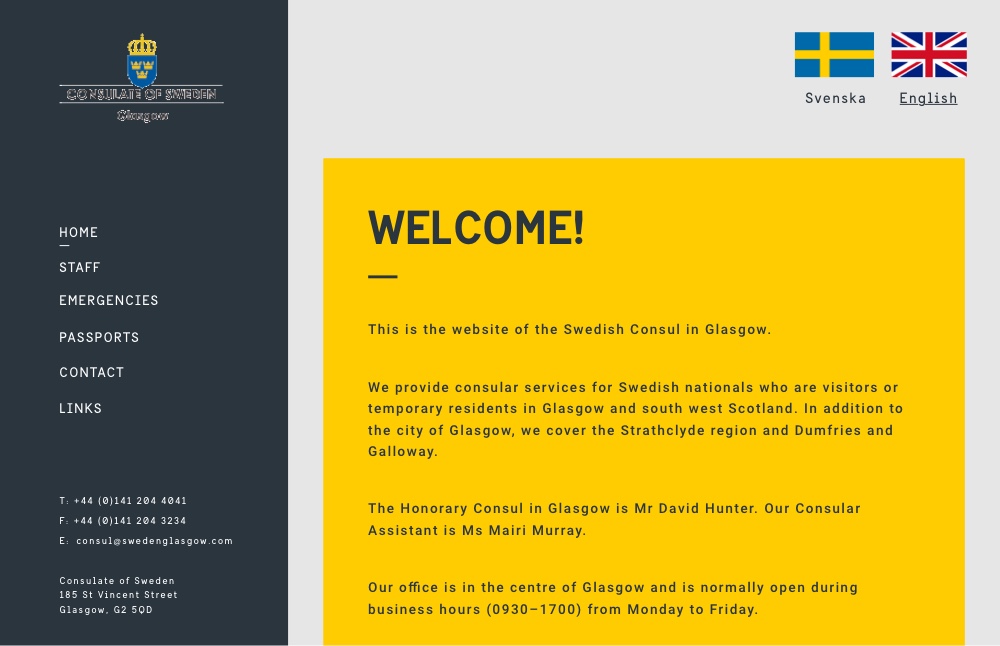 CONSULATE OF SWEDEN
Glasgow
Svenska
English
HOME
STAFF
EMERGENCIES
PASSPORTS
CONTACT
LINKS
T: +44 (0)141 204 4041
F: +44 (0)141 204 3234
E: consul@swedenglasgow.com
Consulate of Sweden
185 St Vincent Street
Glasgow, G2 5QD
WELCOME!
This is the website of the Swedish Consul in Glasgow.
We provide consular services for Swedish nationals who are visitors or
temporary residents in Glasgow and south west Scotland. In addition to
the city of Glasgow, we cover the Strathclyde region and Dumfries and
Galloway.
The Honorary Consul in Glasgow is Mr David Hunter. Our Consular
Assistant is Ms Mairi Murray.
Our office is in the centre of Glasgow and is normally open during
business hours (0930–1700) from Monday to Friday.